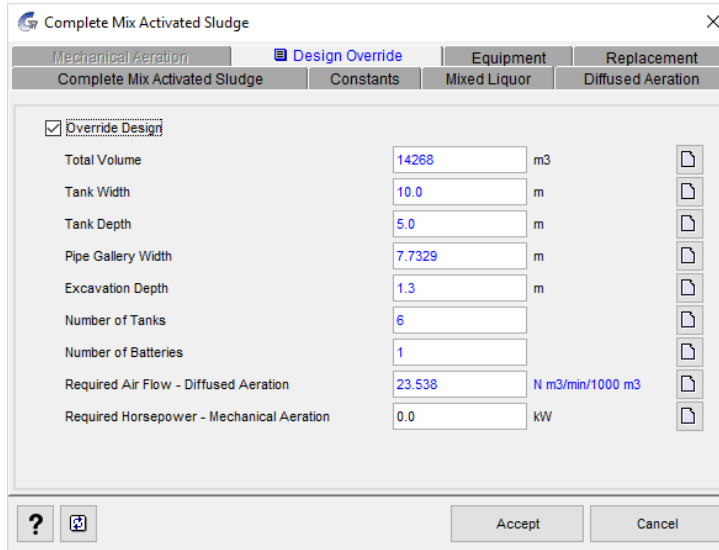 Complete Mix Activated Sludge
Mechanical Aeration Design Override Equipment Replacement
Complete Mix Activated Sludge Constants Mixed Liquor Diffused Aeration
Override Design
Total Volume 14268 m3
Tank Width 10.0 m
Tank Depth 5.0 m
Pipe Gallery Width 7.7329 m
Excavation Depth 1.3 m
Number of Tanks 6
Number of Batteries 1
Required Air Flow - Diffused Aeration 23.538 N m3/min/1000 m3
Required Horsepower - Mechanical Aeration 0.0 kW
? Accept Cancel